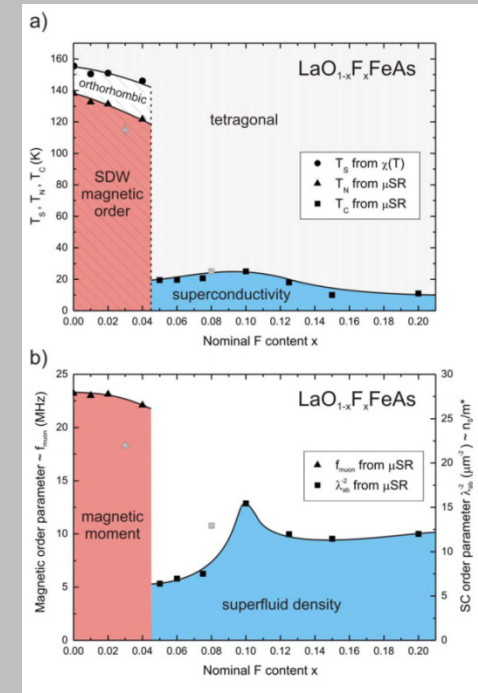 a)
LaO₁₋ₓFₓFeAs
160
140
120
100
80
60
40
20
0
T_S, T_N, T_C (K)
orthorhombic
tetragonal
SDW
magnetic
order
T_S from χ(T)
T_N from μSR
T_C from μSR
superconductivity
0.00 0.02 0.04 0.06 0.08 0.10 0.12 0.14 0.16 0.18 0.20
Nominal F content x
b)
LaO₁₋ₓFₓFeAs
25
20
15
10
5
0
Magnetic order parameter ~ f_muon (MHz)
magnetic
moment
f_muon from μSR
λ_ab⁻² from μSR
superfluid density
30
25
20
15
10
5
0
SC order parameter λ_ab⁻² (μm⁻²) ~ n_s/m*
0.00 0.02 0.04 0.06 0.08 0.10 0.12 0.14 0.16 0.18 0.20
Nominal F content x